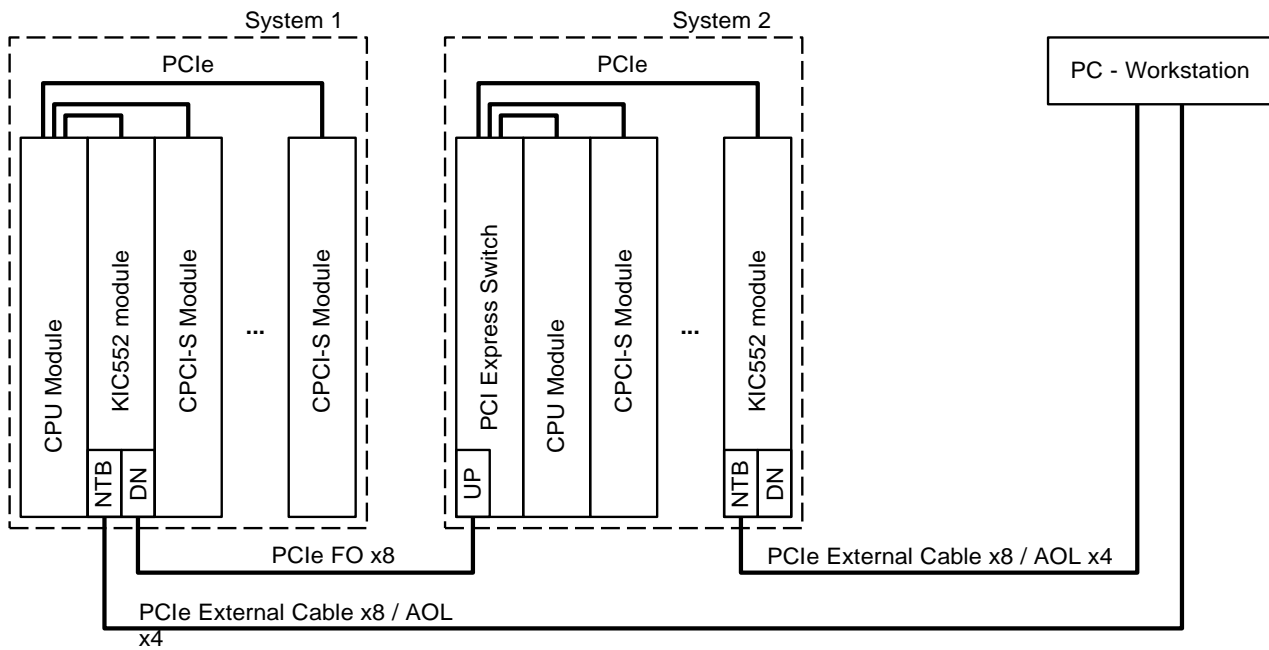 System 1
System 2
PCIe
PCIe
PC - Workstation
CPU Module
KIC552 module
CPCI-S Module
...
CPCI-S Module
PCI Express Switch
CPU Module
CPCI-S Module
...
KIC552 module
NTB
DN
UP
NTB
DN
PCIe FO x8
PCIe External Cable x8 / AOL x4
PCIe External Cable x8 / AOL
x4